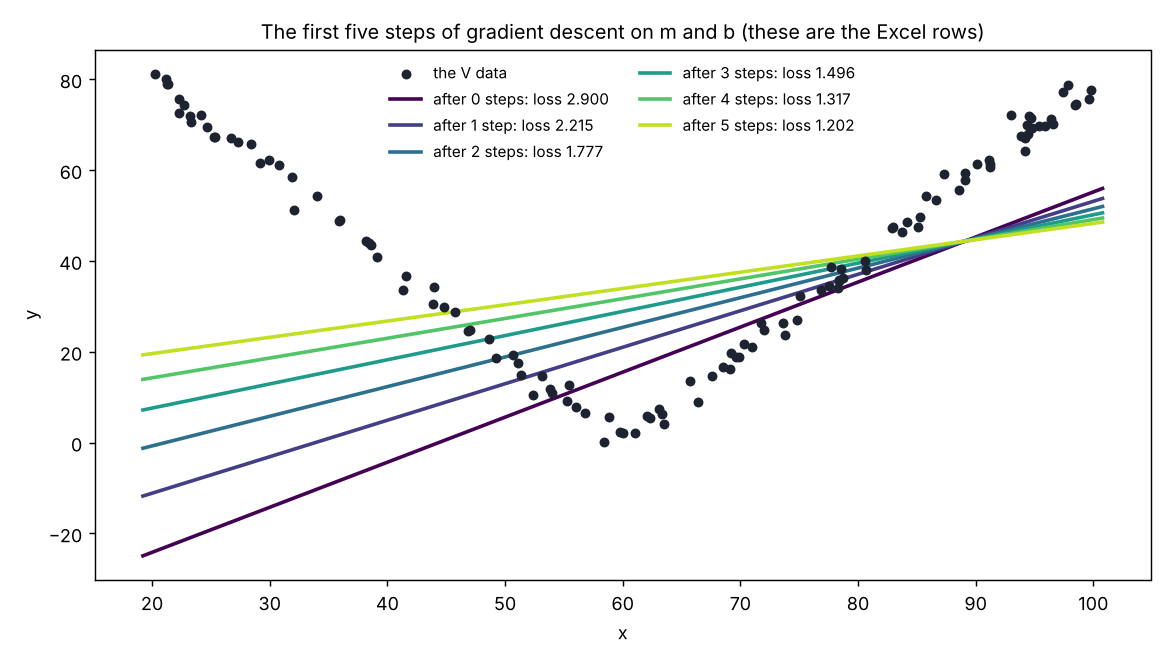 The first five steps of gradient descent on m and b (these are the Excel rows)
the V data
after 0 steps: loss 2.900
after 1 step: loss 2.215
after 2 steps: loss 1.777
after 3 steps: loss 1.496
after 4 steps: loss 1.317
after 5 steps: loss 1.202
80
60
40
20
0
−20
y
20 30 40 50 60 70 80 90 100
x